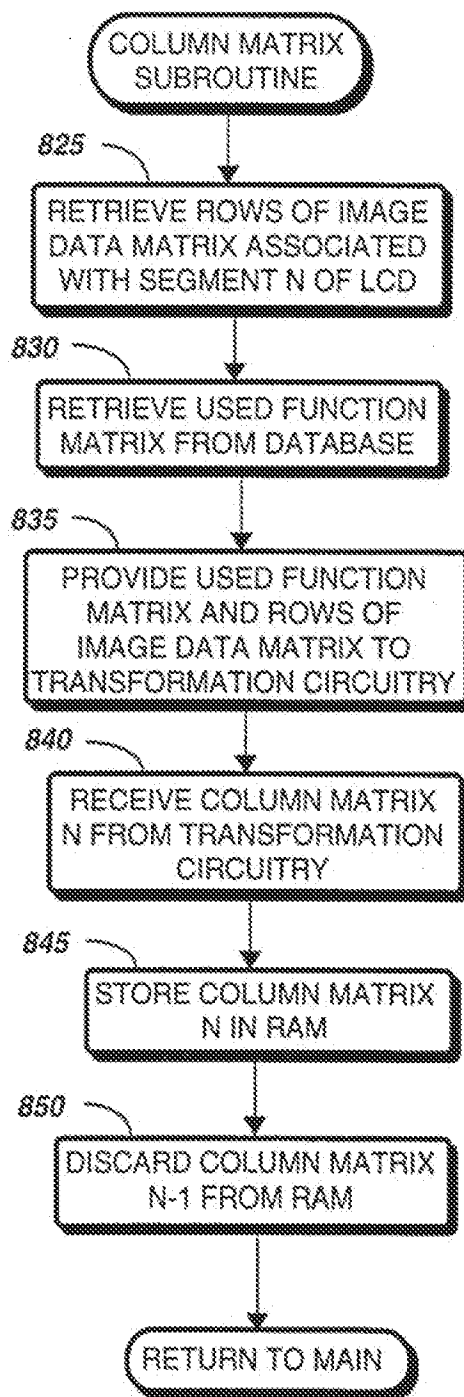 COLUMN MATRIX
SUBROUTINE
825
RETRIEVE ROWS OF IMAGE
DATA MATRIX ASSOCIATED
WITH SEGMENT N OF LCD
830
RETRIEVE USED FUNCTION
MATRIX FROM DATABASE
835
PROVIDE USED FUNCTION
MATRIX AND ROWS OF
IMAGE DATA MATRIX TO
TRANSFORMATION CIRCUITRY
840
RECEIVE COLUMN MATRIX
N FROM TRANSFORMATION
CIRCUITRY
845
STORE COLUMN MATRIX
N IN RAM
850
DISCARD COLUMN MATRIX
N-1 FROM RAM
RETURN TO MAIN